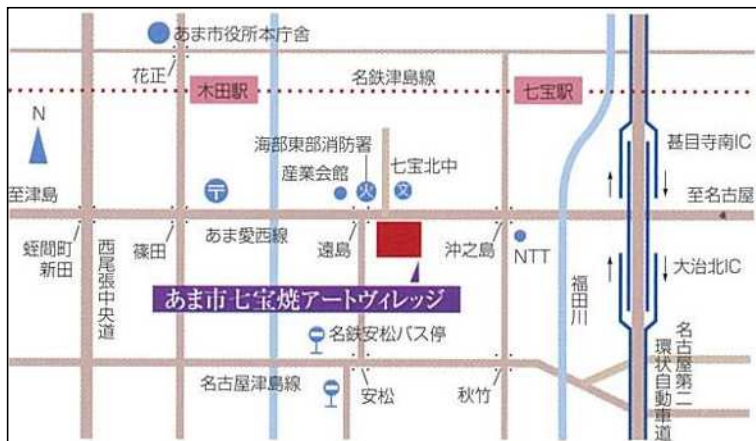 あま市役所本庁舎
花正
名鉄津島線
木田駅
七宝駅
N
海部東部消防署
甚目寺南IC
産業会館
火
文
七宝北中
〒
至津島
至名古屋
あま愛西線
蛭間町
新田
西尾張中央道
篠田
遠島
沖之島
NTT
福田川
大治北IC
あま市七宝焼アートヴィレッジ
名鉄安松バス停
名古屋津島線
安松
秋竹
名古屋第二
環状自動車道